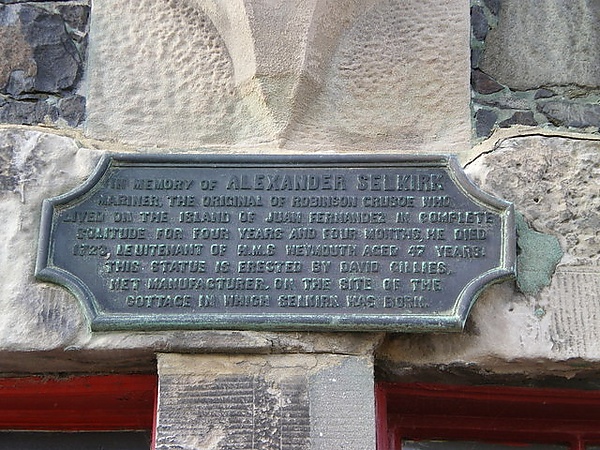 IN MEMORY OF ALEXANDER SELKIRK
MARINER, THE ORIGINAL OF ROBINSON CRUSOE WHO
LIVED ON THE ISLAND OF JUAN FERNANDEZ IN COMPLETE
SOLITUDE FOR FOUR YEARS AND FOUR MONTHS. HE DIED
1723, LIEUTENANT OF H.M.S WEYMOUTH AGED 47 YEARS.
THIS STATUE IS ERECTED BY DAVID GILLIES,
NET MANUFACTURER, ON THE SITE OF THE
COTTAGE IN WHICH SELKIRK WAS BORN.